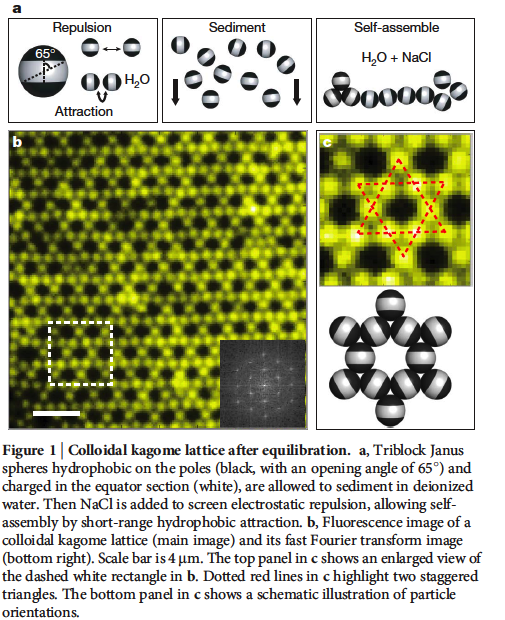 a
Repulsion
65°
H₂O
Attraction
Sediment
Self-assemble
H₂O + NaCl
b
c
Figure 1 | Colloidal kagome lattice after equilibration. a, Triblock Janus
spheres hydrophobic on the poles (black, with an opening angle of 65°) and
charged in the equator section (white), are allowed to sediment in deionized
water. Then NaCl is added to screen electrostatic repulsion, allowing self-
assembly by short-range hydrophobic attraction. b, Fluorescence image of a
colloidal kagome lattice (main image) and its fast Fourier transform image
(bottom right). Scale bar is 4 μm. The top panel in c shows an enlarged view of
the dashed white rectangle in b. Dotted red lines in c highlight two staggered
triangles. The bottom panel in c shows a schematic illustration of particle
orientations.